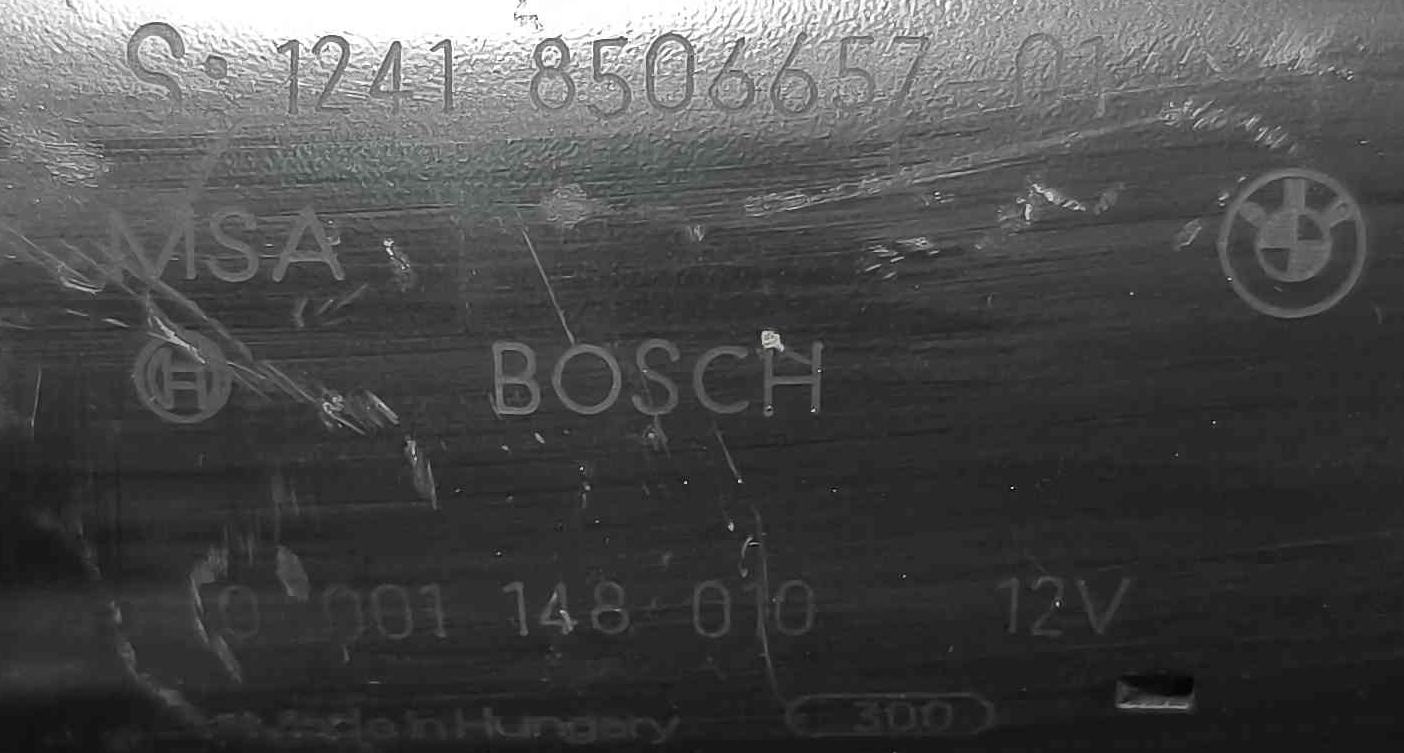 S. 1241 8506657-01
MSA
BOSCH
0 001 148 010 12V
Made in Hungary 300